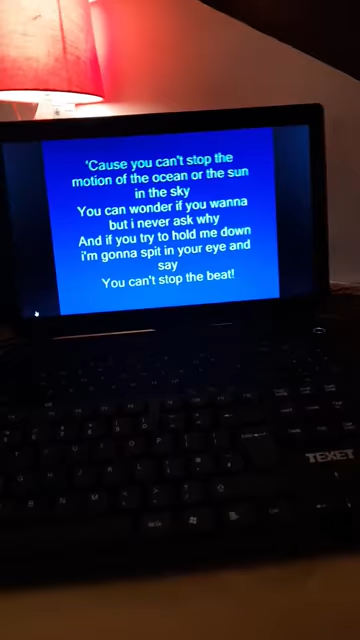 'Cause you can't stop the
motion of the ocean or the sun
in the sky
You can wonder if you wanna
but i never ask why
And if you try to hold me down
i'm gonna spit in your eye and
say
You can't stop the beat!
TEXET